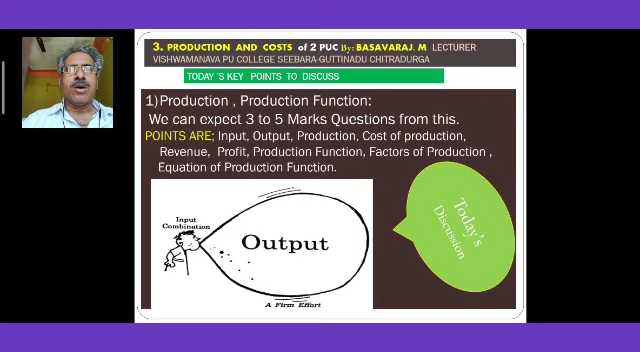 3. PRODUCTION AND COSTS of 2 PUC By: BASAVARAJ. M LECTURER
VISHWAMANAVA PU COLLEGE SEEBARA-GUTTINADU CHITRADURGA
TODAY 'S KEY POINTS TO DISCUSS
1)Production , Production Function:
We can expect 3 to 5 Marks Questions from this.
POINTS ARE; Input, Output, Production, Cost of production,
Revenue, Profit, Production Function, Factors of Production ,
Equation of Production Function.
Input
Combination
Output
A Firm Effort
Today's
Discussion